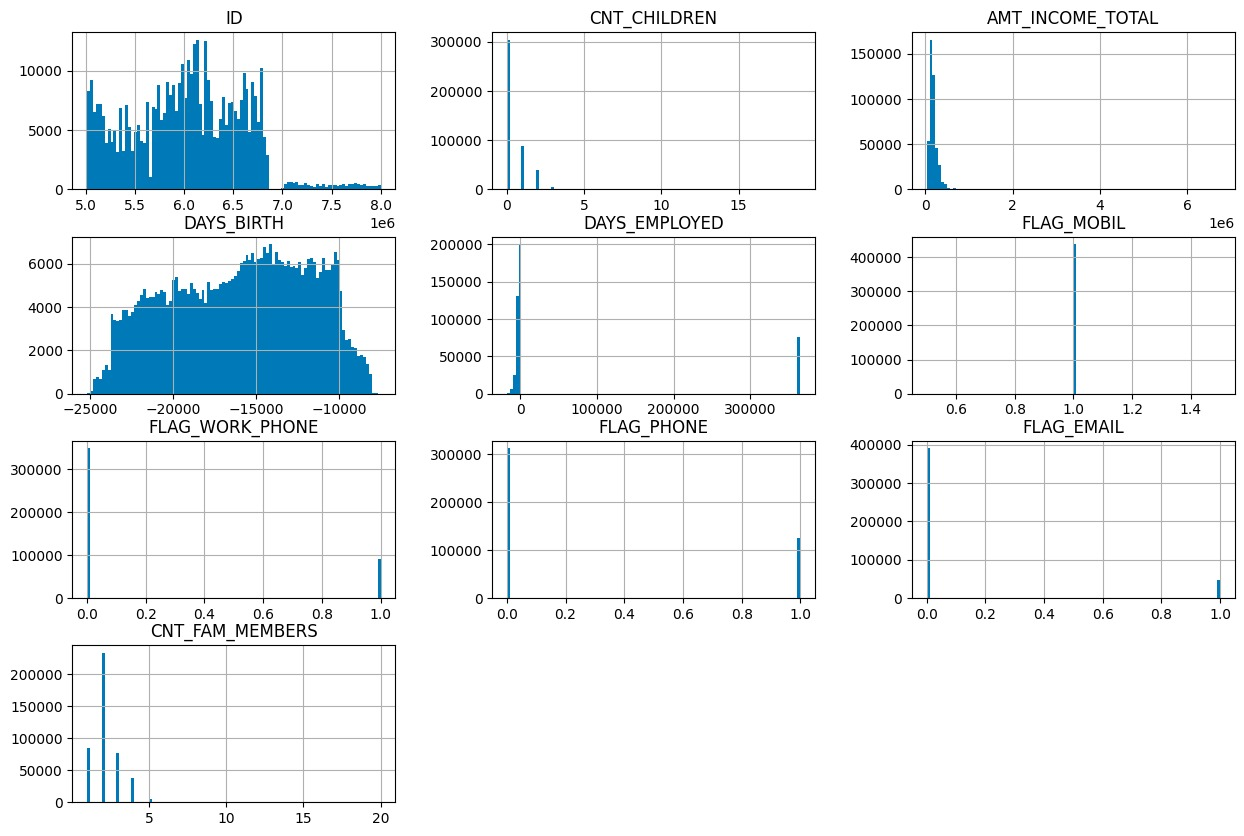 ID CNT_CHILDREN AMT_INCOME_TOTAL
10000 300000 150000
5000 200000 100000
100000 50000
0 0 0
5.0 5.5 6.0 6.5 7.0 7.5 8.0 0 5 10 15 0 2 4 6
1e6 1e6
DAYS_BIRTH DAYS_EMPLOYED FLAG_MOBIL
6000 200000 400000
4000 150000 300000
2000 100000 200000
50000 100000
0 0 0
−25000 −20000 −15000 −10000 0 100000 200000 300000 0.6 0.8 1.0 1.2 1.4
FLAG_WORK_PHONE FLAG_PHONE FLAG_EMAIL
300000 300000 400000
200000 200000 300000
100000 100000 200000
100000
0 0 0
0.0 0.2 0.4 0.6 0.8 1.0 0.0 0.2 0.4 0.6 0.8 1.0 0.0 0.2 0.4 0.6 0.8 1.0
CNT_FAM_MEMBERS
200000
150000
100000
50000
0
5 10 15 20